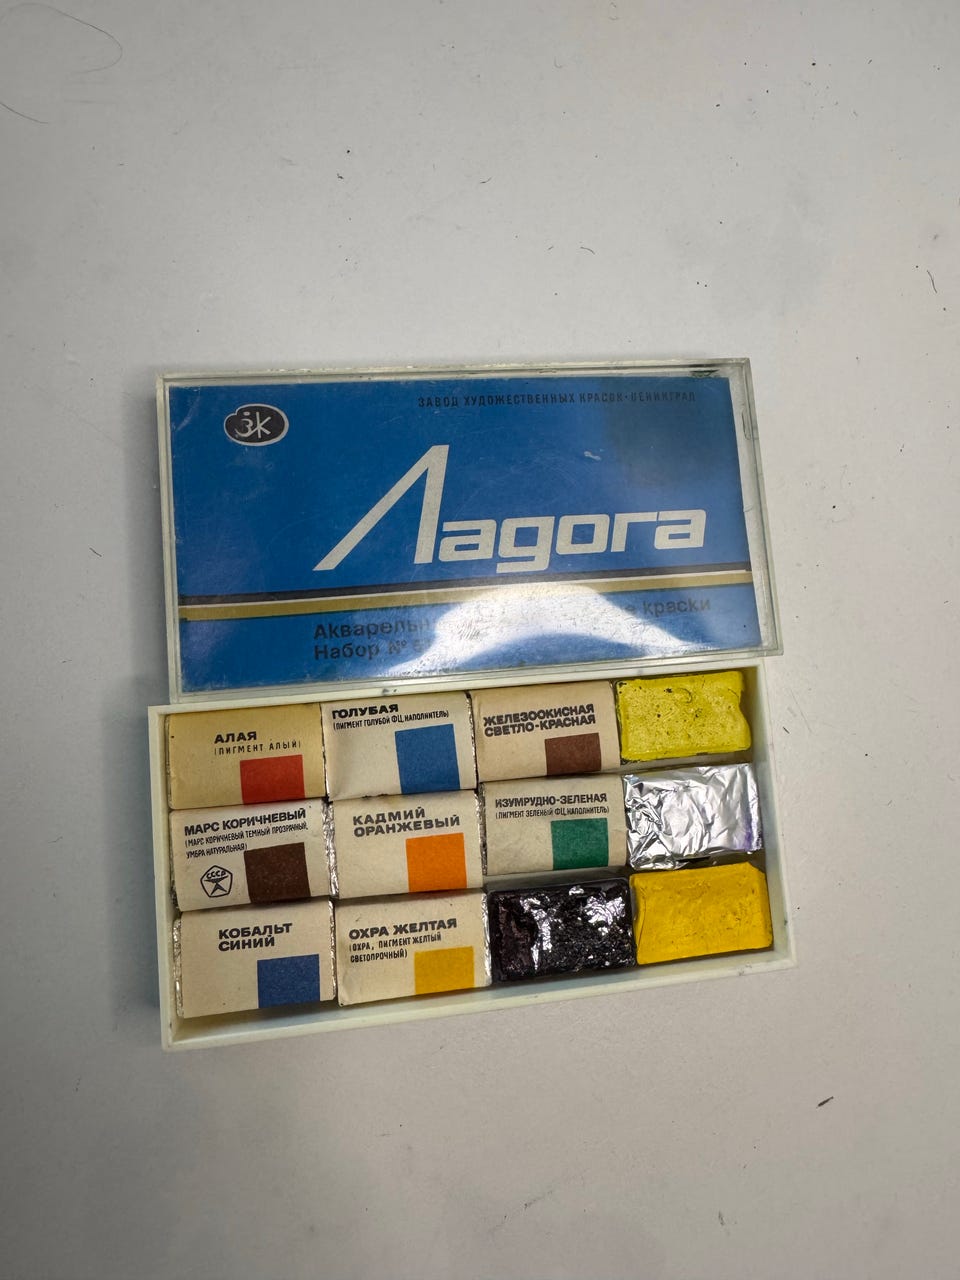 ЗАВОД ХУДОЖЕСТВЕННЫХ КРАСОК·ЛЕНИНГРАД
зк
Ладога
краски
Набор №
АЛАЯ
(ПИГМЕНТ АЛЫЙ)
ГОЛУБАЯ
(ПИГМЕНТ ГОЛУБОЙ ФЦ, НАПОЛНИТЕЛЬ)
ЖЕЛЕЗООКИСНАЯ
СВЕТЛО-КРАСНАЯ
МАРС КОРИЧНЕВЫЙ
(МАРС КОРИЧНЕВЫЙ ТЕМНЫЙ ПРОЗРАЧНЫЙ,
УМБРА НАТУРАЛЬНАЯ)
СССР
КАДМИЙ
ОРАНЖЕВЫЙ
ИЗУМРУДНО-ЗЕЛЕНАЯ
(ПИГМЕНТ ЗЕЛЕНЫЙ ФЦ, НАПОЛНИТЕЛЬ)
КОБАЛЬТ
СИНИЙ
ОХРА ЖЕЛТАЯ
(ОХРА, ПИГМЕНТ ЖЕЛТЫЙ
СВЕТОПРОЧНЫЙ)